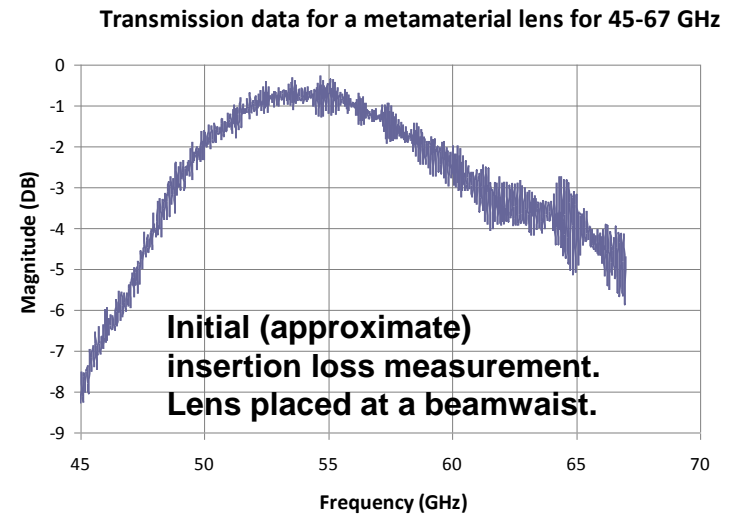 Transmission data for a metamaterial lens for 45-67 GHz
0
-1
-2
-3
-4
-5
-6
-7
-8
-9
Magnitude (DB)
Initial (approximate)
insertion loss measurement.
Lens placed at a beamwaist.
45 50 55 60 65 70
Frequency (GHz)